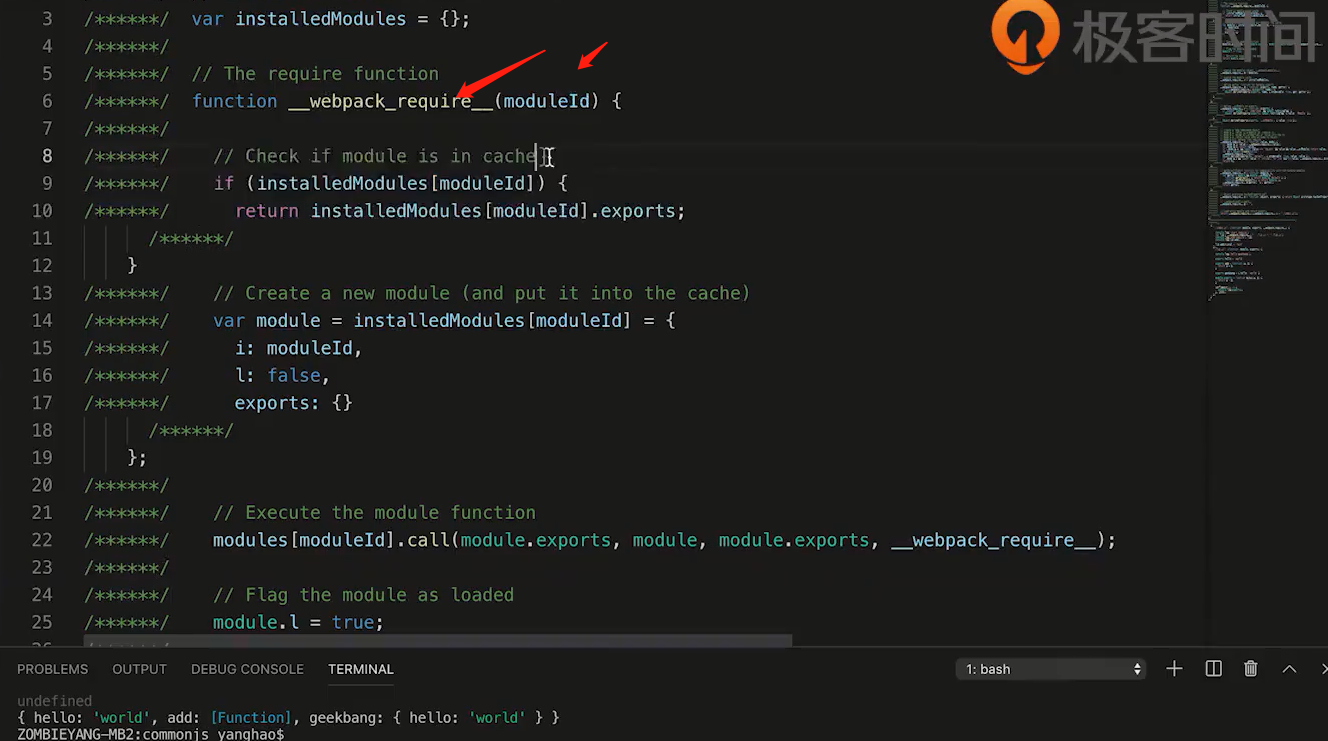 极客时间
3 /******/ var installedModules = {};
4 /******/
5 /******/ // The require function
6 /******/ function __webpack_require__(moduleId) {
7 /******/
8 /******/ // Check if module is in cache
9 /******/ if (installedModules[moduleId]) {
10 /******/ return installedModules[moduleId].exports;
11 /******/
12 }
13 /******/ // Create a new module (and put it into the cache)
14 /******/ var module = installedModules[moduleId] = {
15 /******/ i: moduleId,
16 /******/ l: false,
17 /******/ exports: {}
18 /******/
19 };
20 /******/
21 /******/ // Execute the module function
22 /******/ modules[moduleId].call(module.exports, module, module.exports, __webpack_require__);
23 /******/
24 /******/ // Flag the module as loaded
25 /******/ module.l = true;
PROBLEMS OUTPUT DEBUG CONSOLE TERMINAL 1: bash
undefined
{ hello: 'world', add: [Function], geekbang: { hello: 'world' } }
ZOMBIEYANG-MB2:commonjs yanghao$